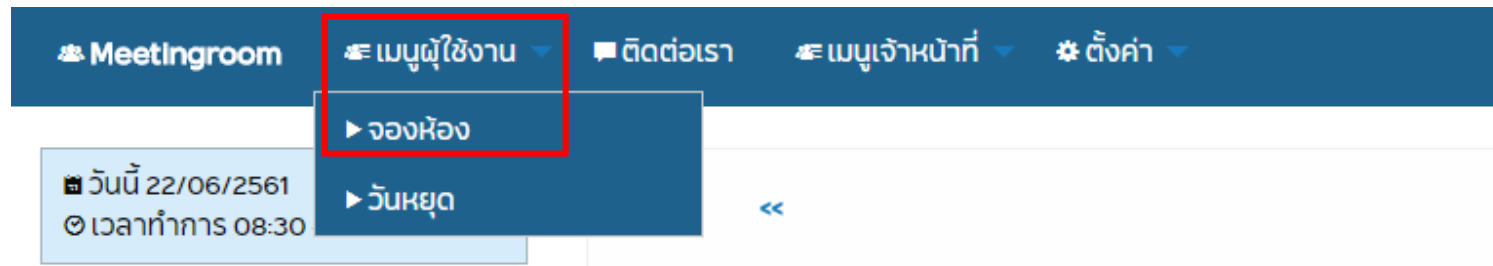 Meetingroom เมนูผู้ใช้งาน ติดต่อเรา เมนูเจ้าหน้าที่ ตั้งค่า
จองห้อง
วันหยุด
วันนี้ 22/06/2561
เวลาทำการ 08:30
«